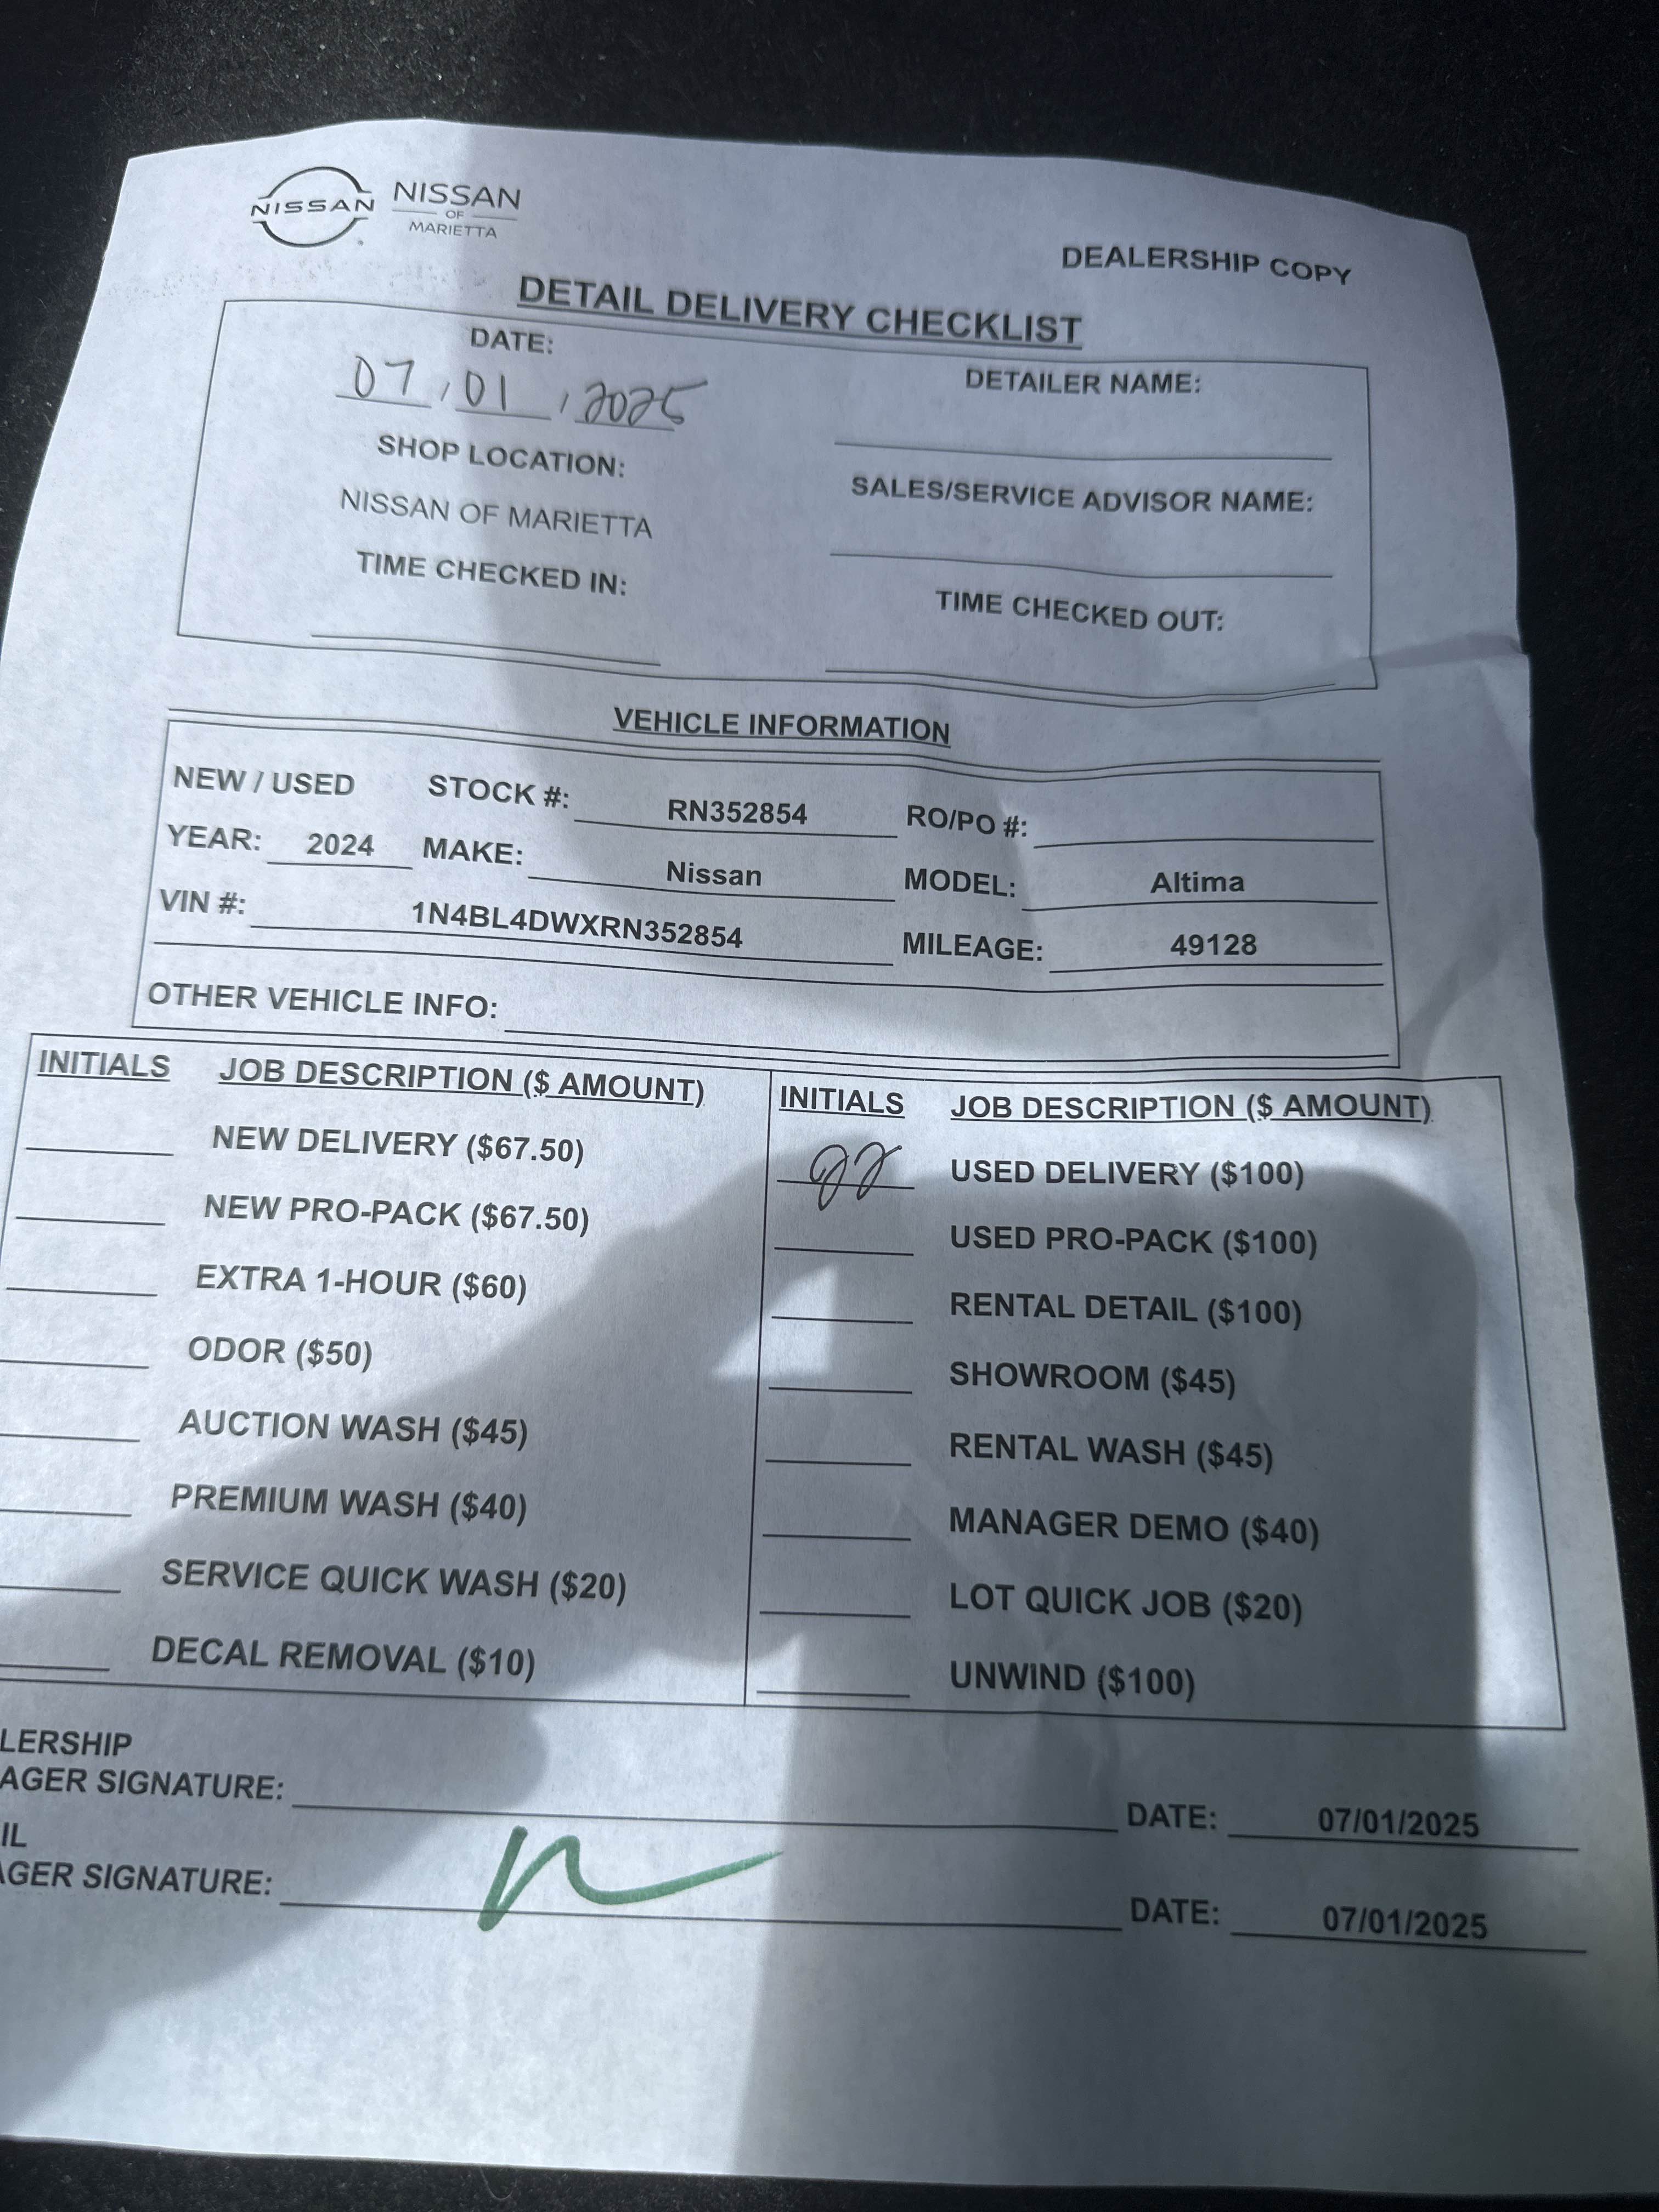 NISSAN NISSAN
OF
MARIETTA
DEALERSHIP COPY
DETAIL DELIVERY CHECKLIST
DATE:
07, 01, 2025
DETAILER NAME:
SHOP LOCATION:
NISSAN OF MARIETTA
SALES/SERVICE ADVISOR NAME:
TIME CHECKED IN:
TIME CHECKED OUT:
VEHICLE INFORMATION
NEW / USED STOCK #: RN352854 RO/PO #:
YEAR: 2024 MAKE: Nissan MODEL: Altima
VIN #: 1N4BL4DWXRN352854 MILEAGE: 49128
OTHER VEHICLE INFO:
INITIALS JOB DESCRIPTION ($ AMOUNT)
NEW DELIVERY ($67.50)
NEW PRO-PACK ($67.50)
EXTRA 1-HOUR ($60)
ODOR ($50)
AUCTION WASH ($45)
PREMIUM WASH ($40)
SERVICE QUICK WASH ($20)
DECAL REMOVAL ($10)
INITIALS JOB DESCRIPTION ($ AMOUNT)
USED DELIVERY ($100)
USED PRO-PACK ($100)
RENTAL DETAIL ($100)
SHOWROOM ($45)
RENTAL WASH ($45)
MANAGER DEMO ($40)
LOT QUICK JOB ($20)
UNWIND ($100)
LERSHIP
AGER SIGNATURE: DATE: 07/01/2025
IL
AGER SIGNATURE: DATE: 07/01/2025